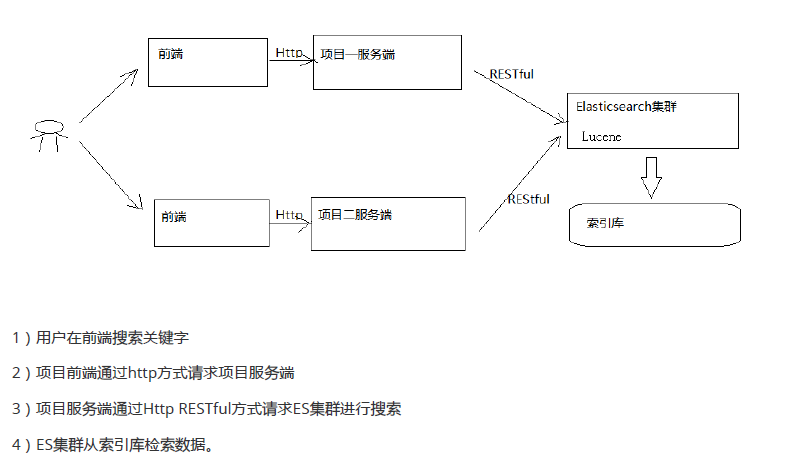 前端
Http
项目一服务端
RESTful
Elasticsearch集群
Lucene
前端
Http
项目二服务端
REStful
索引库
1）用户在前端搜索关键字
2）项目前端通过http方式请求项目服务端
3）项目服务端通过Http RESTful方式请求ES集群进行搜索
4）ES集群从索引库检索数据。